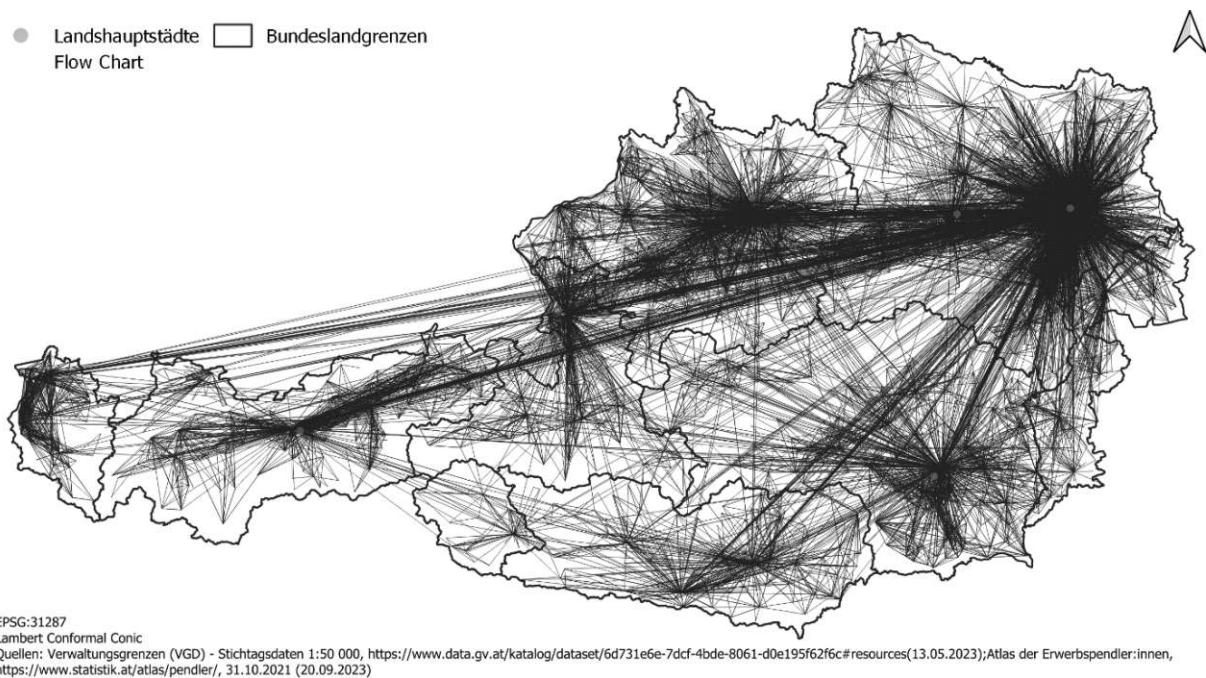 Landshauptstädte Bundeslandgrenzen
Flow Chart
EPSG:31287
Lambert Conformal Conic
Quellen: Verwaltungsgrenzen (VGD) - Stichtagsdaten 1:50 000, https://www.data.gv.at/katalog/dataset/6d731e6e-7dcf-4bde-8061-d0e195f62f6c#resources(13.05.2023);Atlas der Erwerbspendler:innen,
https://www.statistik.at/atlas/pendler/, 31.10.2021 (20.09.2023)